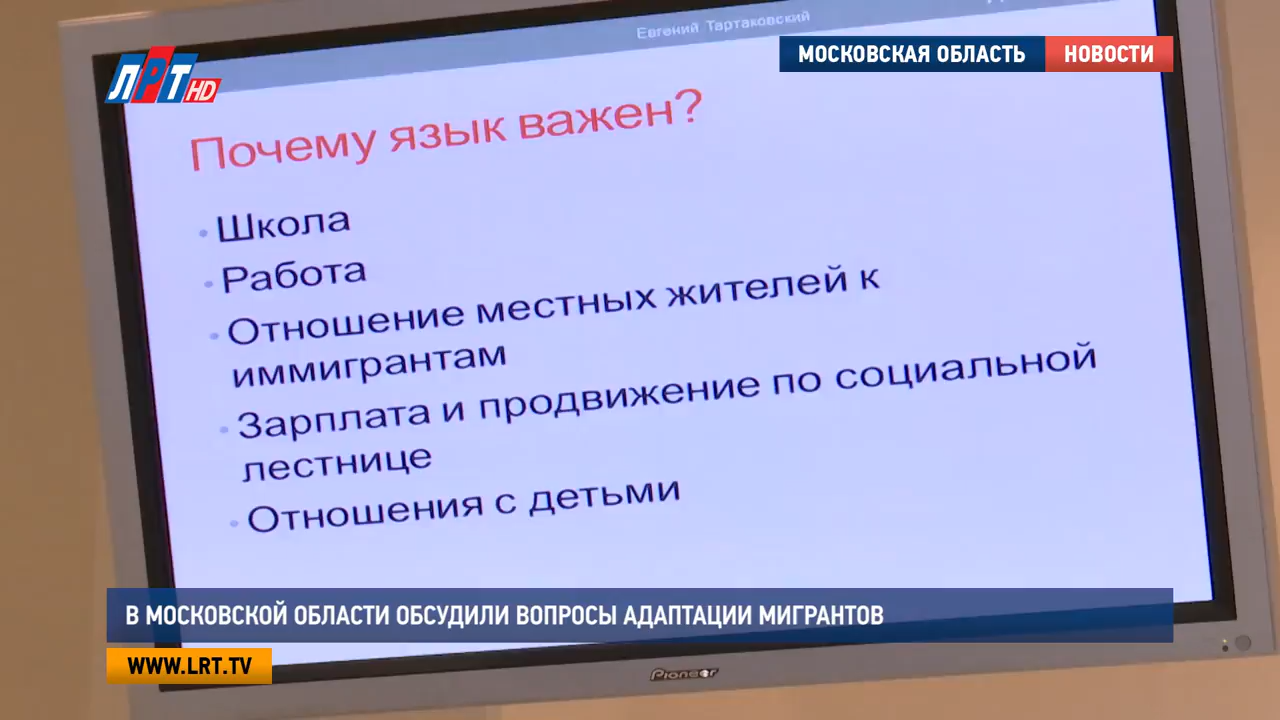 Евгений Тартаковский
ЛРТ HD
МОСКОВСКАЯ ОБЛАСТЬ НОВОСТИ
Почему язык важен?
• Школа
• Работа
• Отношение местных жителей к
иммигрантам
• Зарплата и продвижение по социальной
лестнице
• Отношения с детьми
В МОСКОВСКОЙ ОБЛАСТИ ОБСУДИЛИ ВОПРОСЫ АДАПТАЦИИ МИГРАНТОВ
WWW.LRT.TV
Pioneer